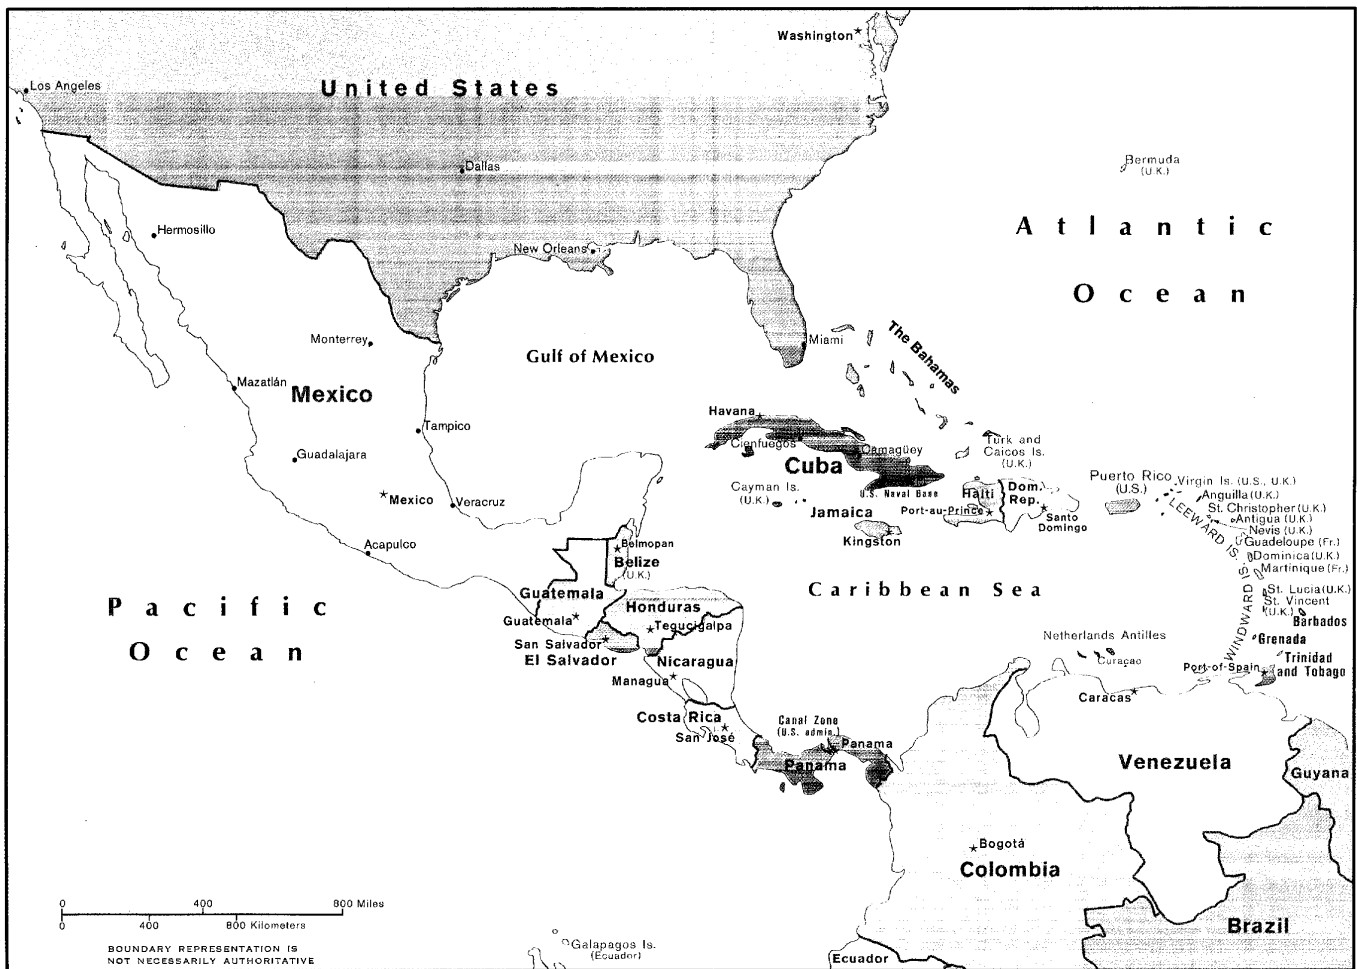 Washington
United States
Los Angeles
Dallas
Bermuda
(U.K.)
Atlantic
Ocean
Hermosillo
New Orleans
Monterrey
Miami
The Bahamas
Gulf of Mexico
Mazatlán
Mexico
Havana
Tampico
Cienfuegos
Camagüey
Turk and
Caicos Is.
(U.K.)
Guadalajara
Cuba
Cayman Is.
(U.K.)
U.S. Naval Base
Haiti
Dom.
Rep.
Puerto Rico
(U.S.)
Virgin Is. (U.S., U.K.)
Anguilla (U.K.)
St. Christopher (U.K.)
Antigua (U.K.)
Nevis (U.K.)
Guadeloupe (Fr.)
Dominica (U.K.)
Martinique (Fr.)
LEEWARD IS.
WINDWARD IS.
Mexico
Veracruz
Jamaica
Port-au-Prince
Santo
Domingo
Kingston
Acapulco
Belmopan
Belize
(U.K.)
Caribbean Sea
St. Lucia (U.K.)
St. Vincent
(U.K.)
Barbados
Grenada
Pacific
Ocean
Guatemala
Guatemala
Honduras
Tegucigalpa
San Salvador
El Salvador
Nicaragua
Managua
Netherlands Antilles
Curaçao
Port-of-Spain
Trinidad
and Tobago
Caracas
Costa Rica
San José
Canal Zone
(U.S. admin.)
Panama
Panama
Venezuela
Guyana
Bogotá
Colombia
Brazil
0 400 800 Miles
0 400 800 Kilometers
BOUNDARY REPRESENTATION IS
NOT NECESSARILY AUTHORITATIVE
Galapagos Is.
(Ecuador)
Ecuador